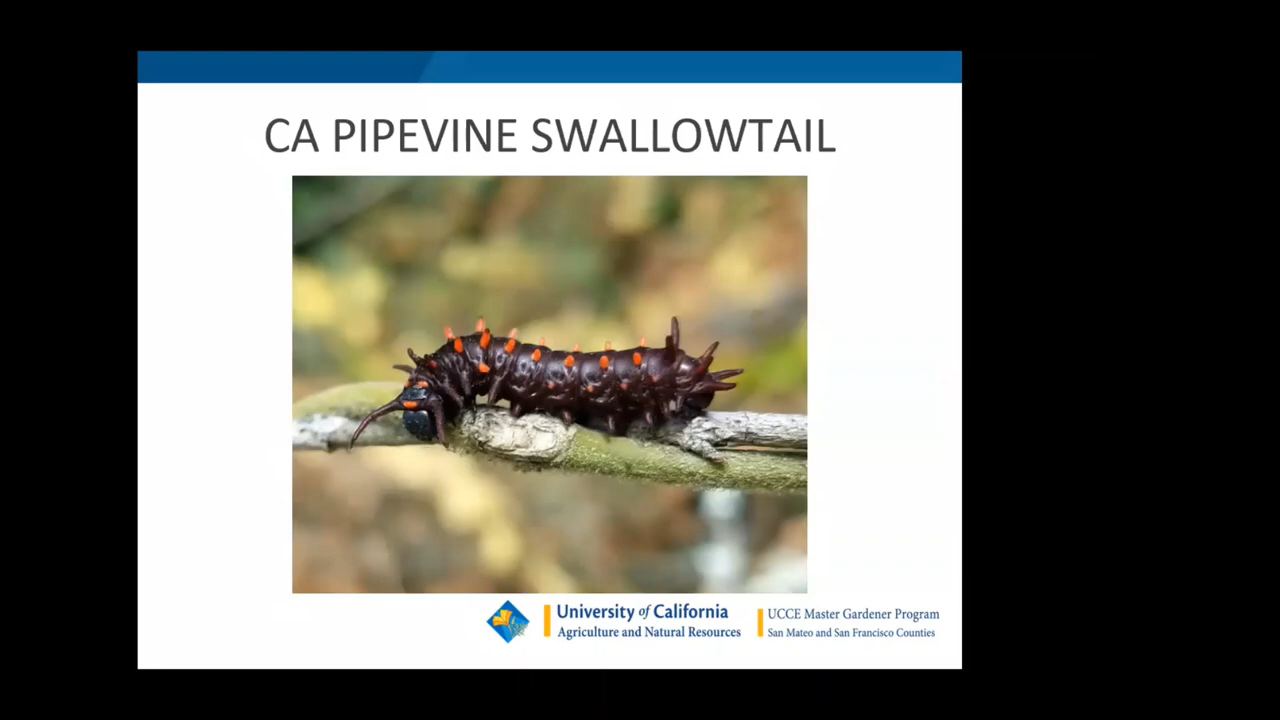 CA PIPEVINE SWALLOWTAIL
University of California
Agriculture and Natural Resources
UCCE Master Gardener Program
San Mateo and San Francisco Counties